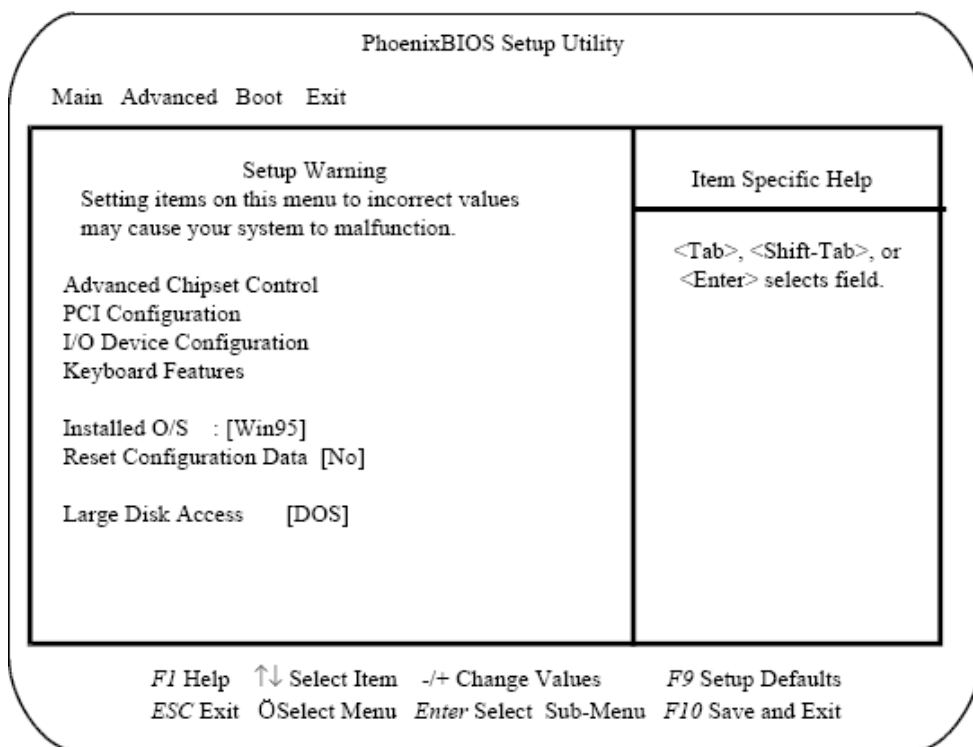 PhoenixBIOS Setup Utility
Main Advanced Boot Exit
Setup Warning
Setting items on this menu to incorrect values
may cause your system to malfunction.
Advanced Chipset Control
PCI Configuration
I/O Device Configuration
Keyboard Features
Installed O/S : [Win95]
Reset Configuration Data [No]
Large Disk Access [DOS]
Item Specific Help
<Tab>, <Shift-Tab>, or
<Enter> selects field.
F1 Help ↑↓ Select Item -/+ Change Values F9 Setup Defaults
ESC Exit ÖSelect Menu Enter Select Sub-Menu F10 Save and Exit